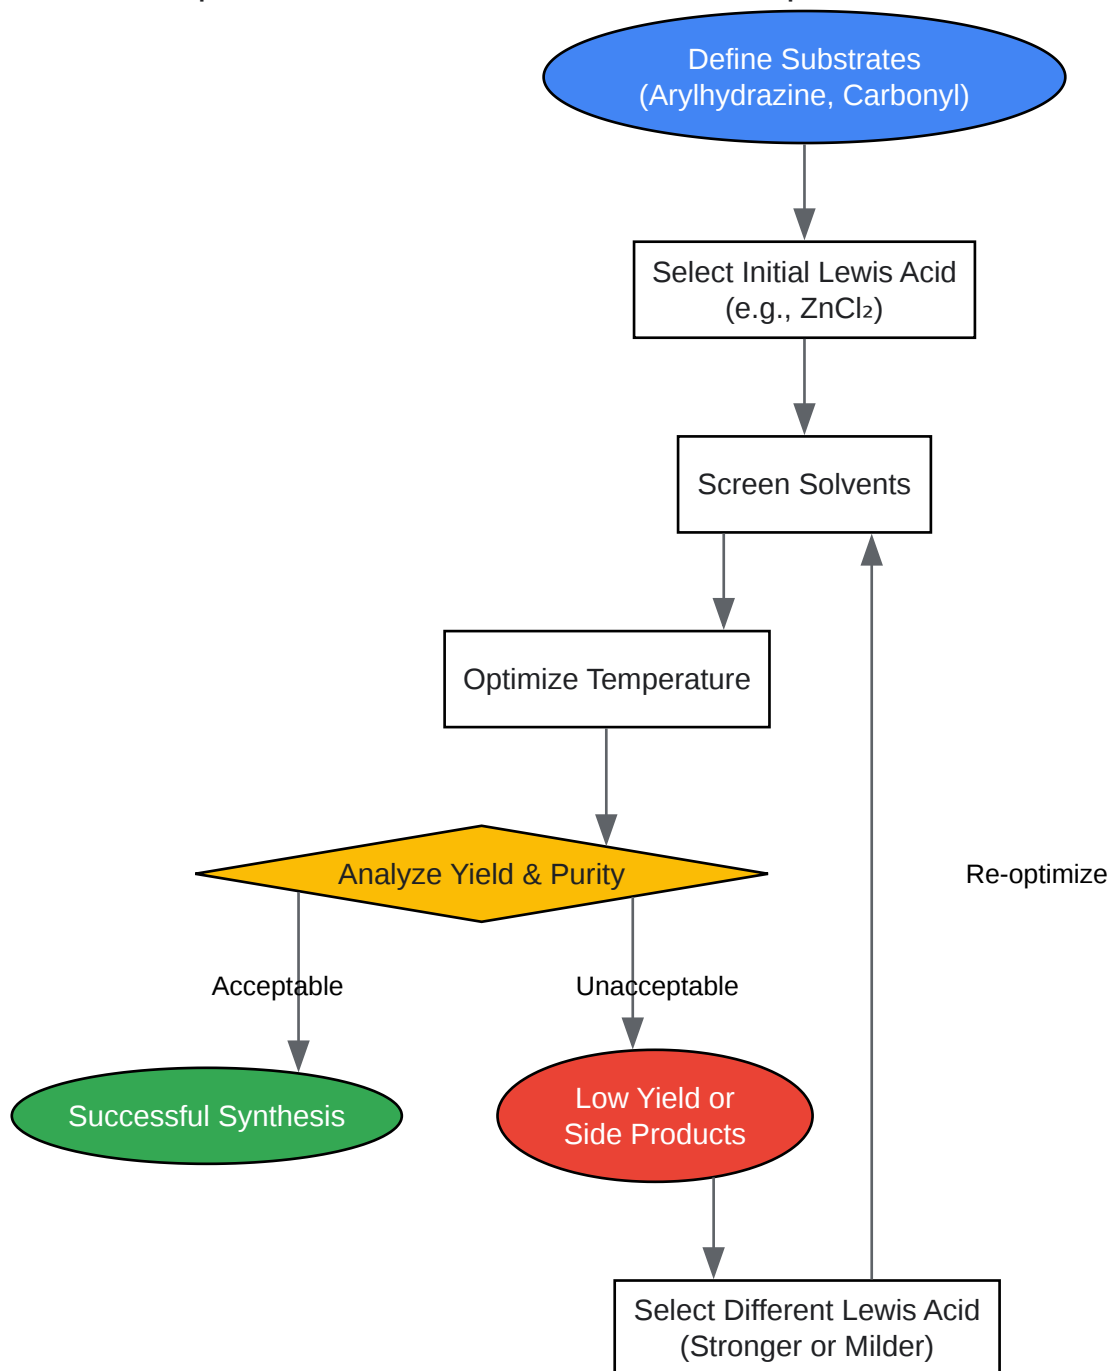 Define Substrates
(Arylhydrazine, Carbonyl)
Select Initial Lewis Acid
(e.g., ZnCl₂)
Screen Solvents
Optimize Temperature
Analyze Yield & Purity
Re-optimize
Acceptable
Unacceptable
Successful Synthesis
Low Yield or
Side Products
Select Different Lewis Acid
(Stronger or Milder)